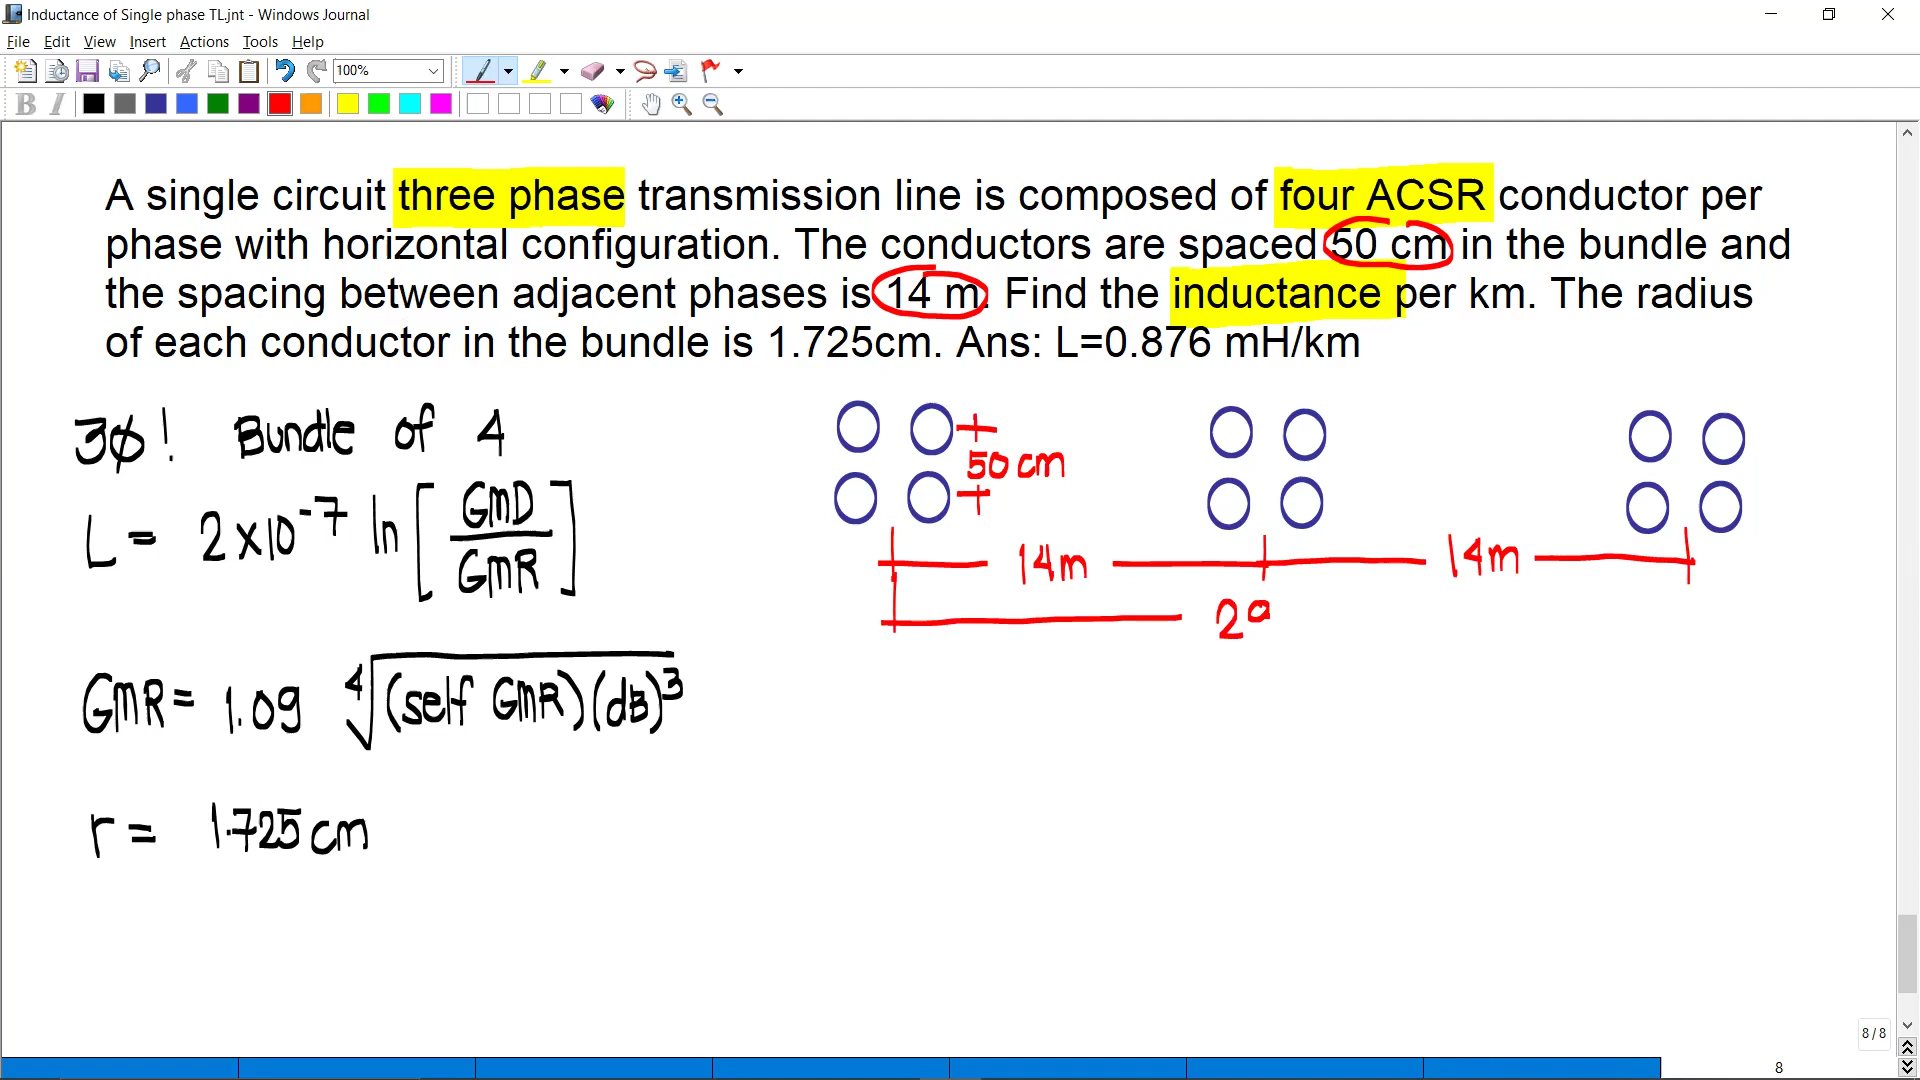 Inductance of Single phase TL.jnt - Windows Journal
File Edit View Insert Actions Tools Help
100%
B I
A single circuit three phase transmission line is composed of four ACSR conductor per
phase with horizontal configuration. The conductors are spaced 50 cm in the bundle and
the spacing between adjacent phases is 14 m. Find the inductance per km. The radius
of each conductor in the bundle is 1.725cm. Ans: L=0.876 mH/km
3Ø! Bundle of 4
50 cm
L = 2x10^-7 ln [GMD/GMR]
14m 14m
GMR = 1.09 ∜(self GMR)(dB)³
r = 1.725 cm
8 / 8
8